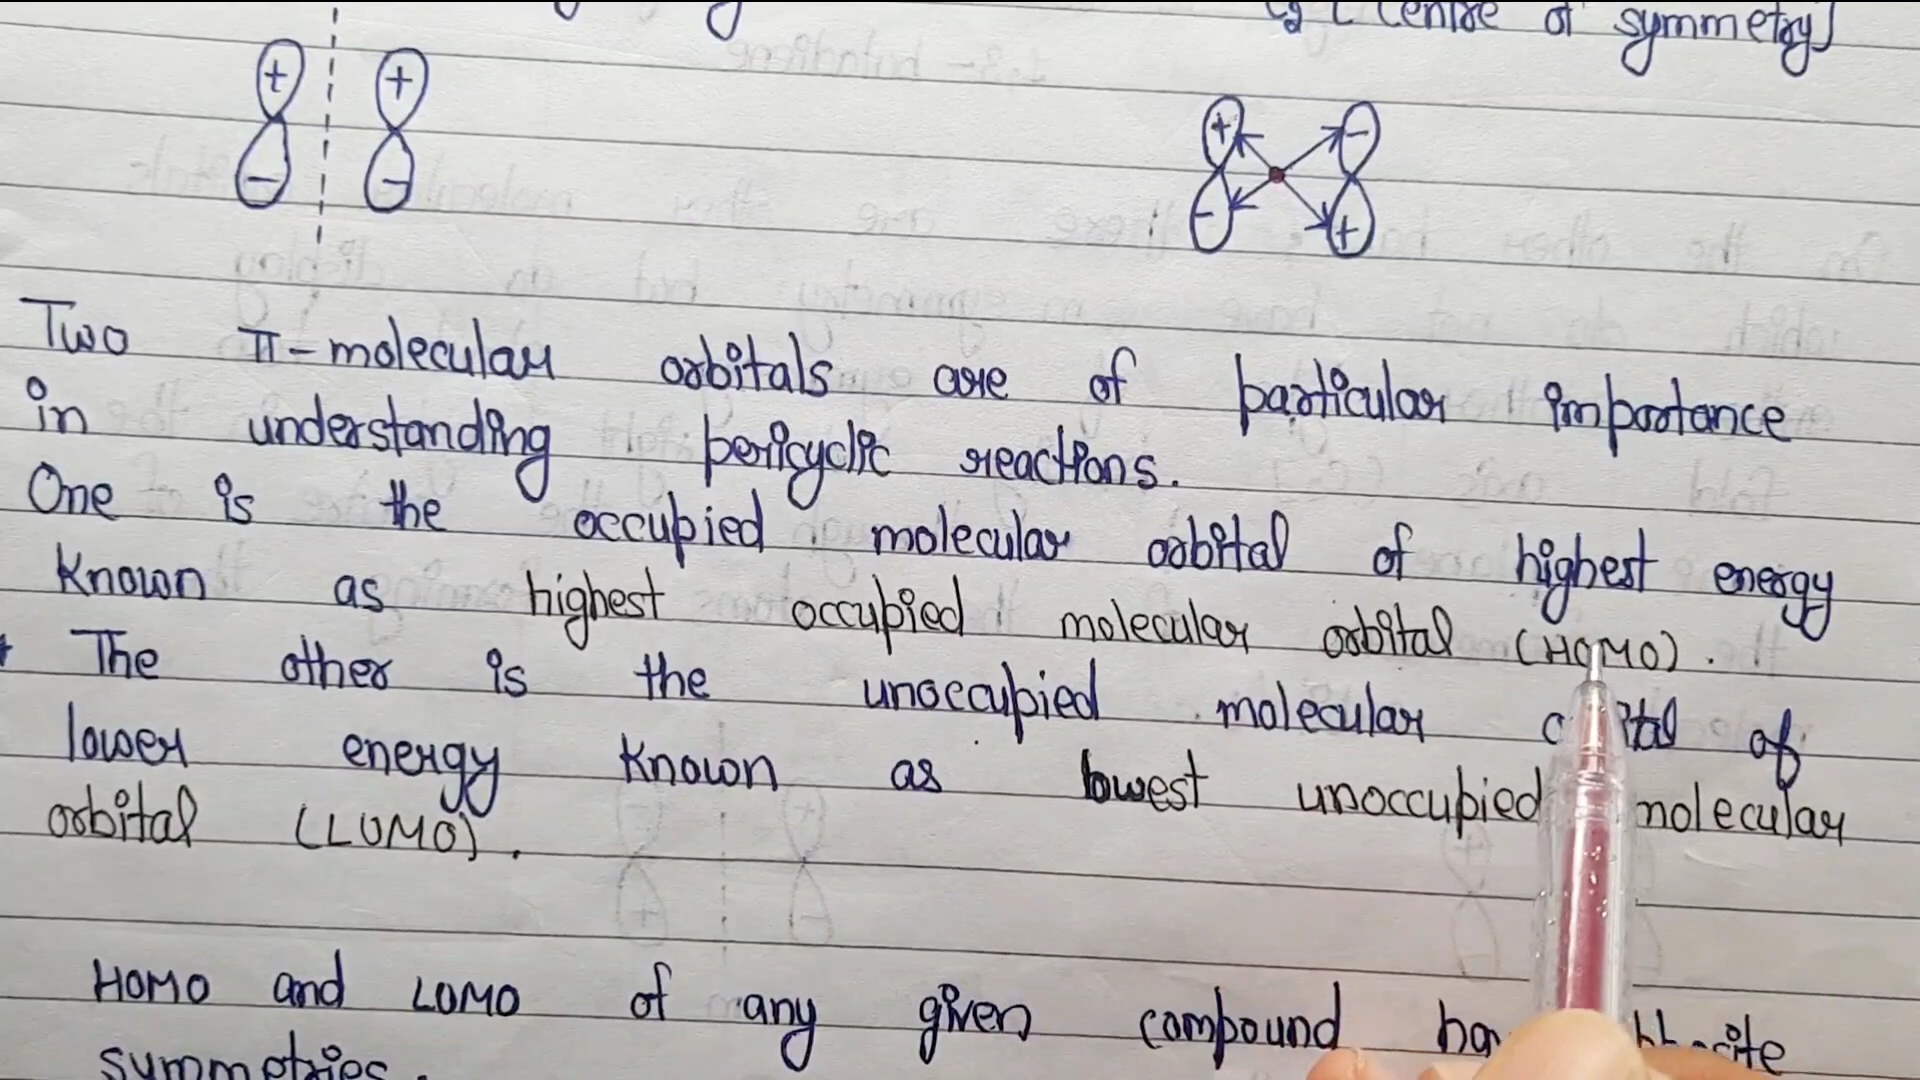 (Centre of symmetry)
+ +
- -
+ -
- +
Two π-molecular orbitals are of particular importance
in understanding pericyclic reactions.
One is the occupied molecular orbital of highest energy
Known as highest occupied molecular orbital (HOMO).
The other is the unoccupied molecular of
lower energy Known as lowest unoccupied molecular
orbital (LUMO).
HOMO and LUMO of any given compound
symmetries.